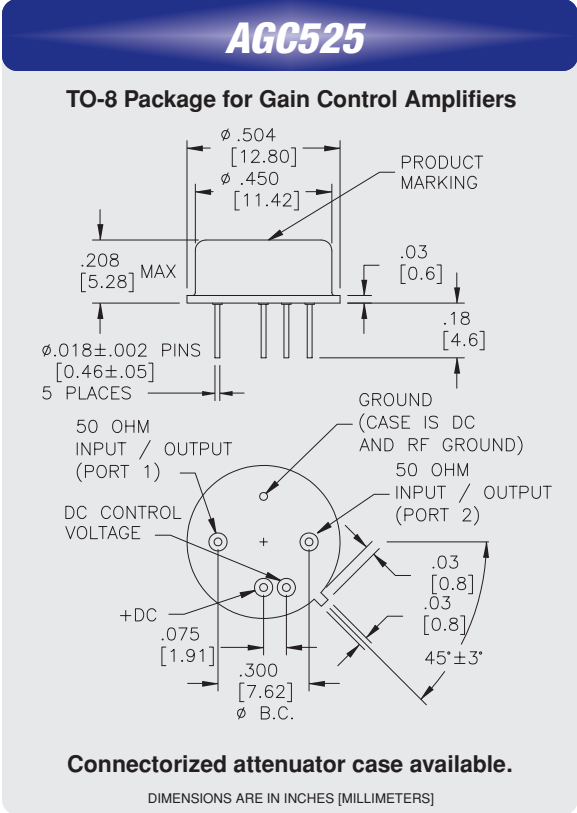 AGC525
TO-8 Package for Gain Control Amplifiers
ø .504
[12.80]
ø .450
[11.42]
PRODUCT
MARKING
.208
[5.28] MAX
.03
[0.6]
.18
[4.6]
ø.018±.002 PINS
[0.46±.05]
5 PLACES
GROUND
(CASE IS DC
AND RF GROUND)
50 OHM
INPUT / OUTPUT
(PORT 1)
50 OHM
INPUT / OUTPUT
(PORT 2)
DC CONTROL
VOLTAGE
+DC
.03
[0.8]
.03
[0.8]
45°±3°
.075
[1.91]
.300
[7.62]
ø B.C.
Connectorized attenuator case available.
DIMENSIONS ARE IN INCHES [MILLIMETERS]